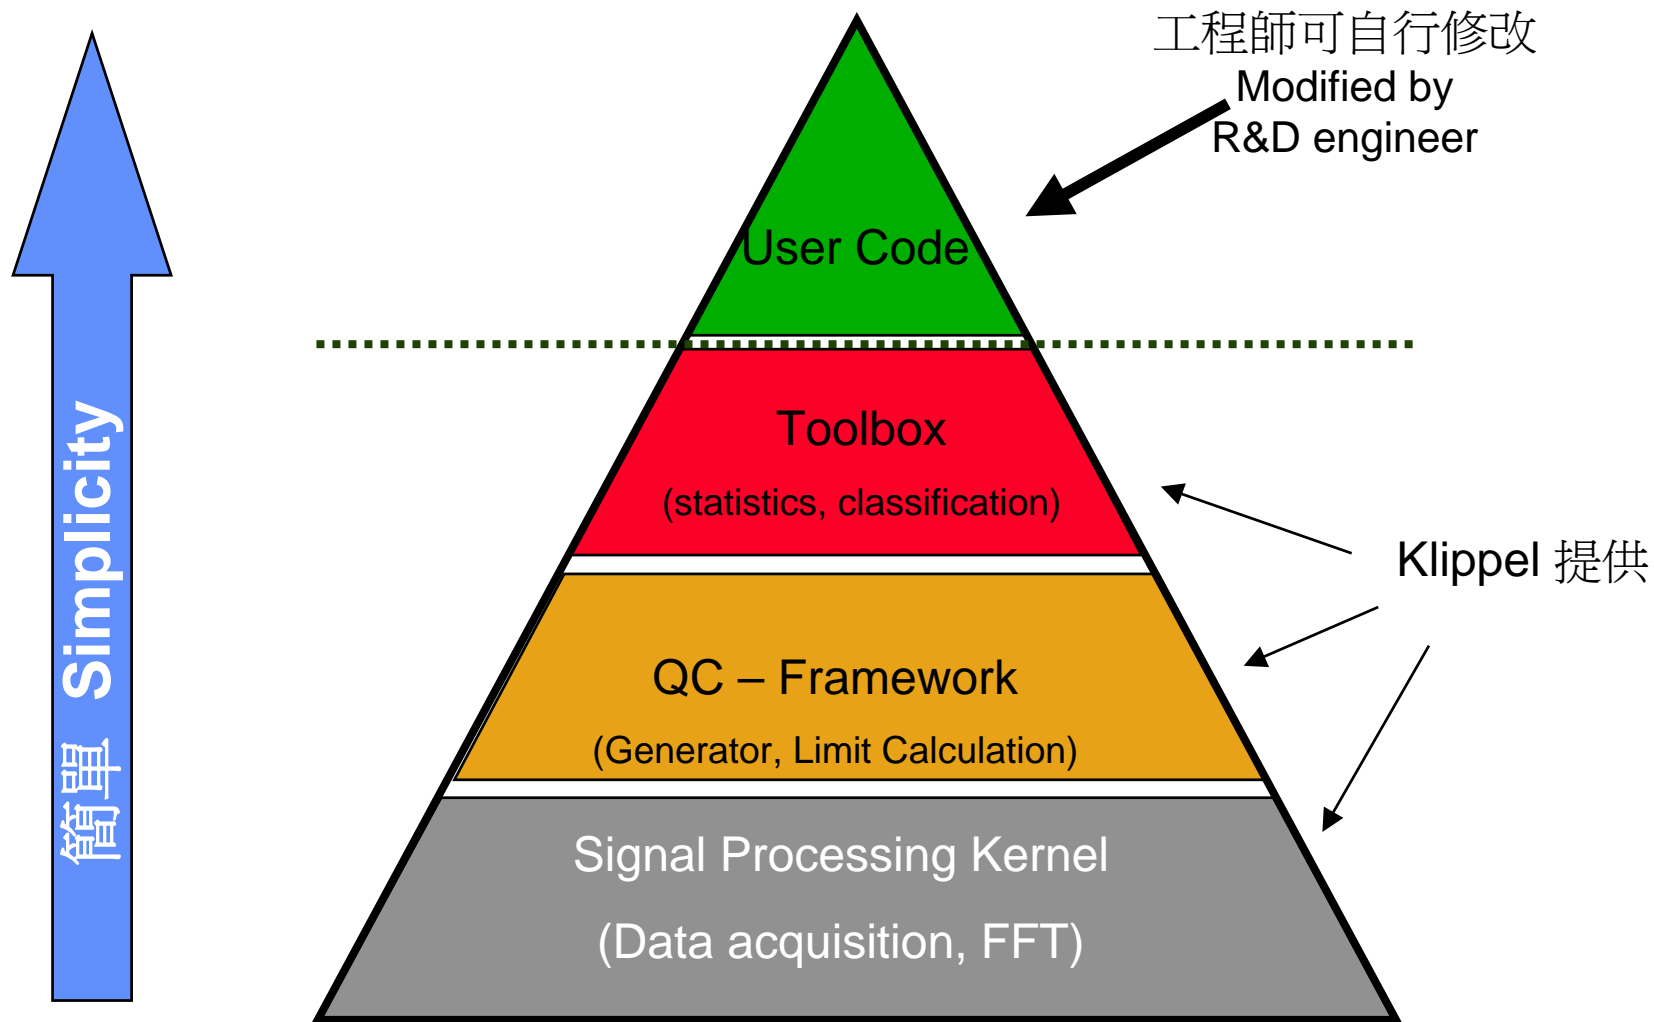 工程師可自行修改
Modified by
R&D engineer
User Code
Toolbox
(statistics, classification)
Klippel 提供
QC – Framework
(Generator, Limit Calculation)
Signal Processing Kernel
(Data acquisition, FFT)
簡單 Simplicity